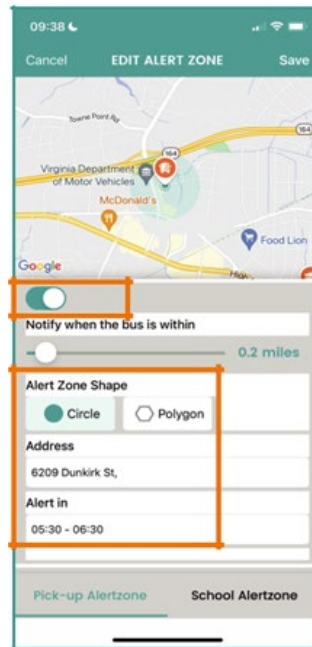 09:38
Cancel EDIT ALERT ZONE Save
Towne Point Rd
164
164
Virginia Department
of Motor Vehicles
McDonald's
Food Lion
Google
Notify when the bus is within
0.2 miles
Alert Zone Shape
Circle Polygon
Address
6209 Dunkirk St,
Alert in
05:30 - 06:30
Pick-up Alertzone School Alertzone